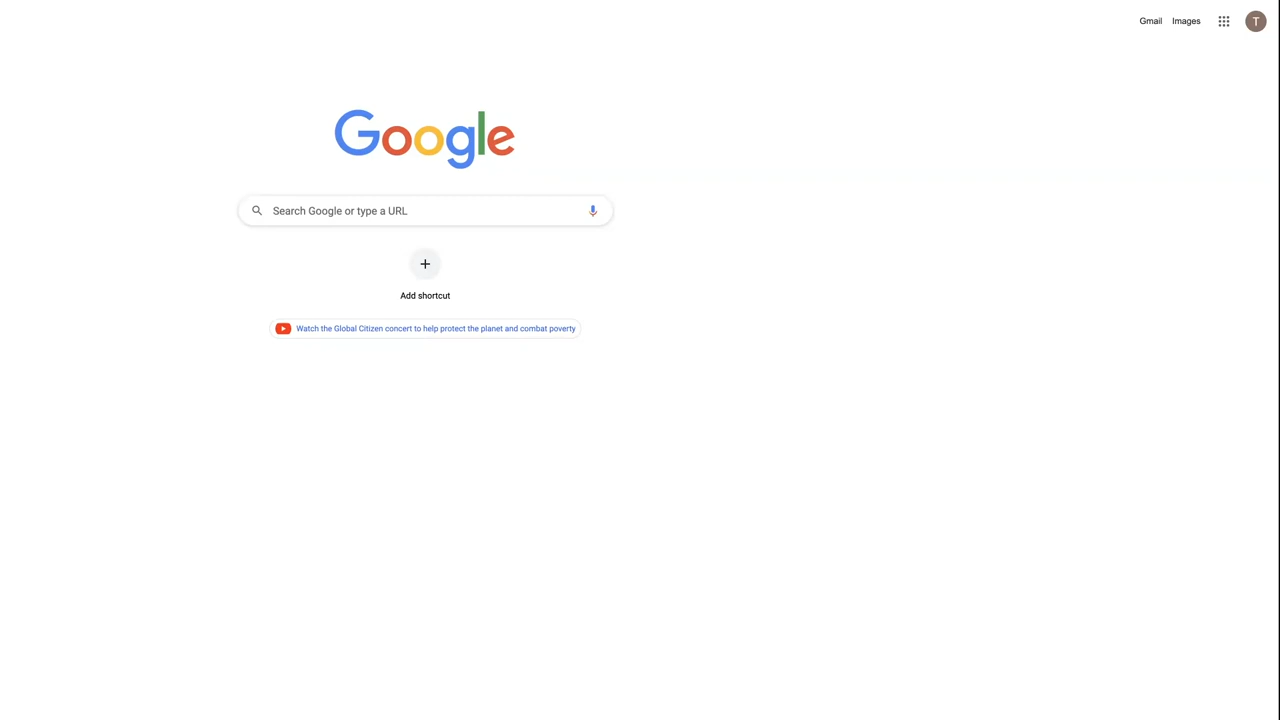 Gmail Images
T
Google
Search Google or type a URL
Add shortcut
Watch the Global Citizen concert to help protect the planet and combat poverty